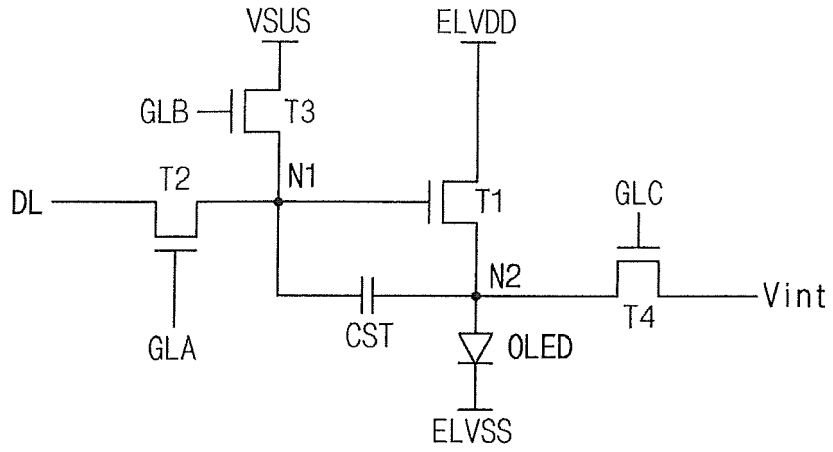 VSUS
ELVDD
GLB
T3
T2
N1
DL
T1
GLC
N2
Vint
CST
OLED
T4
GLA
ELVSS